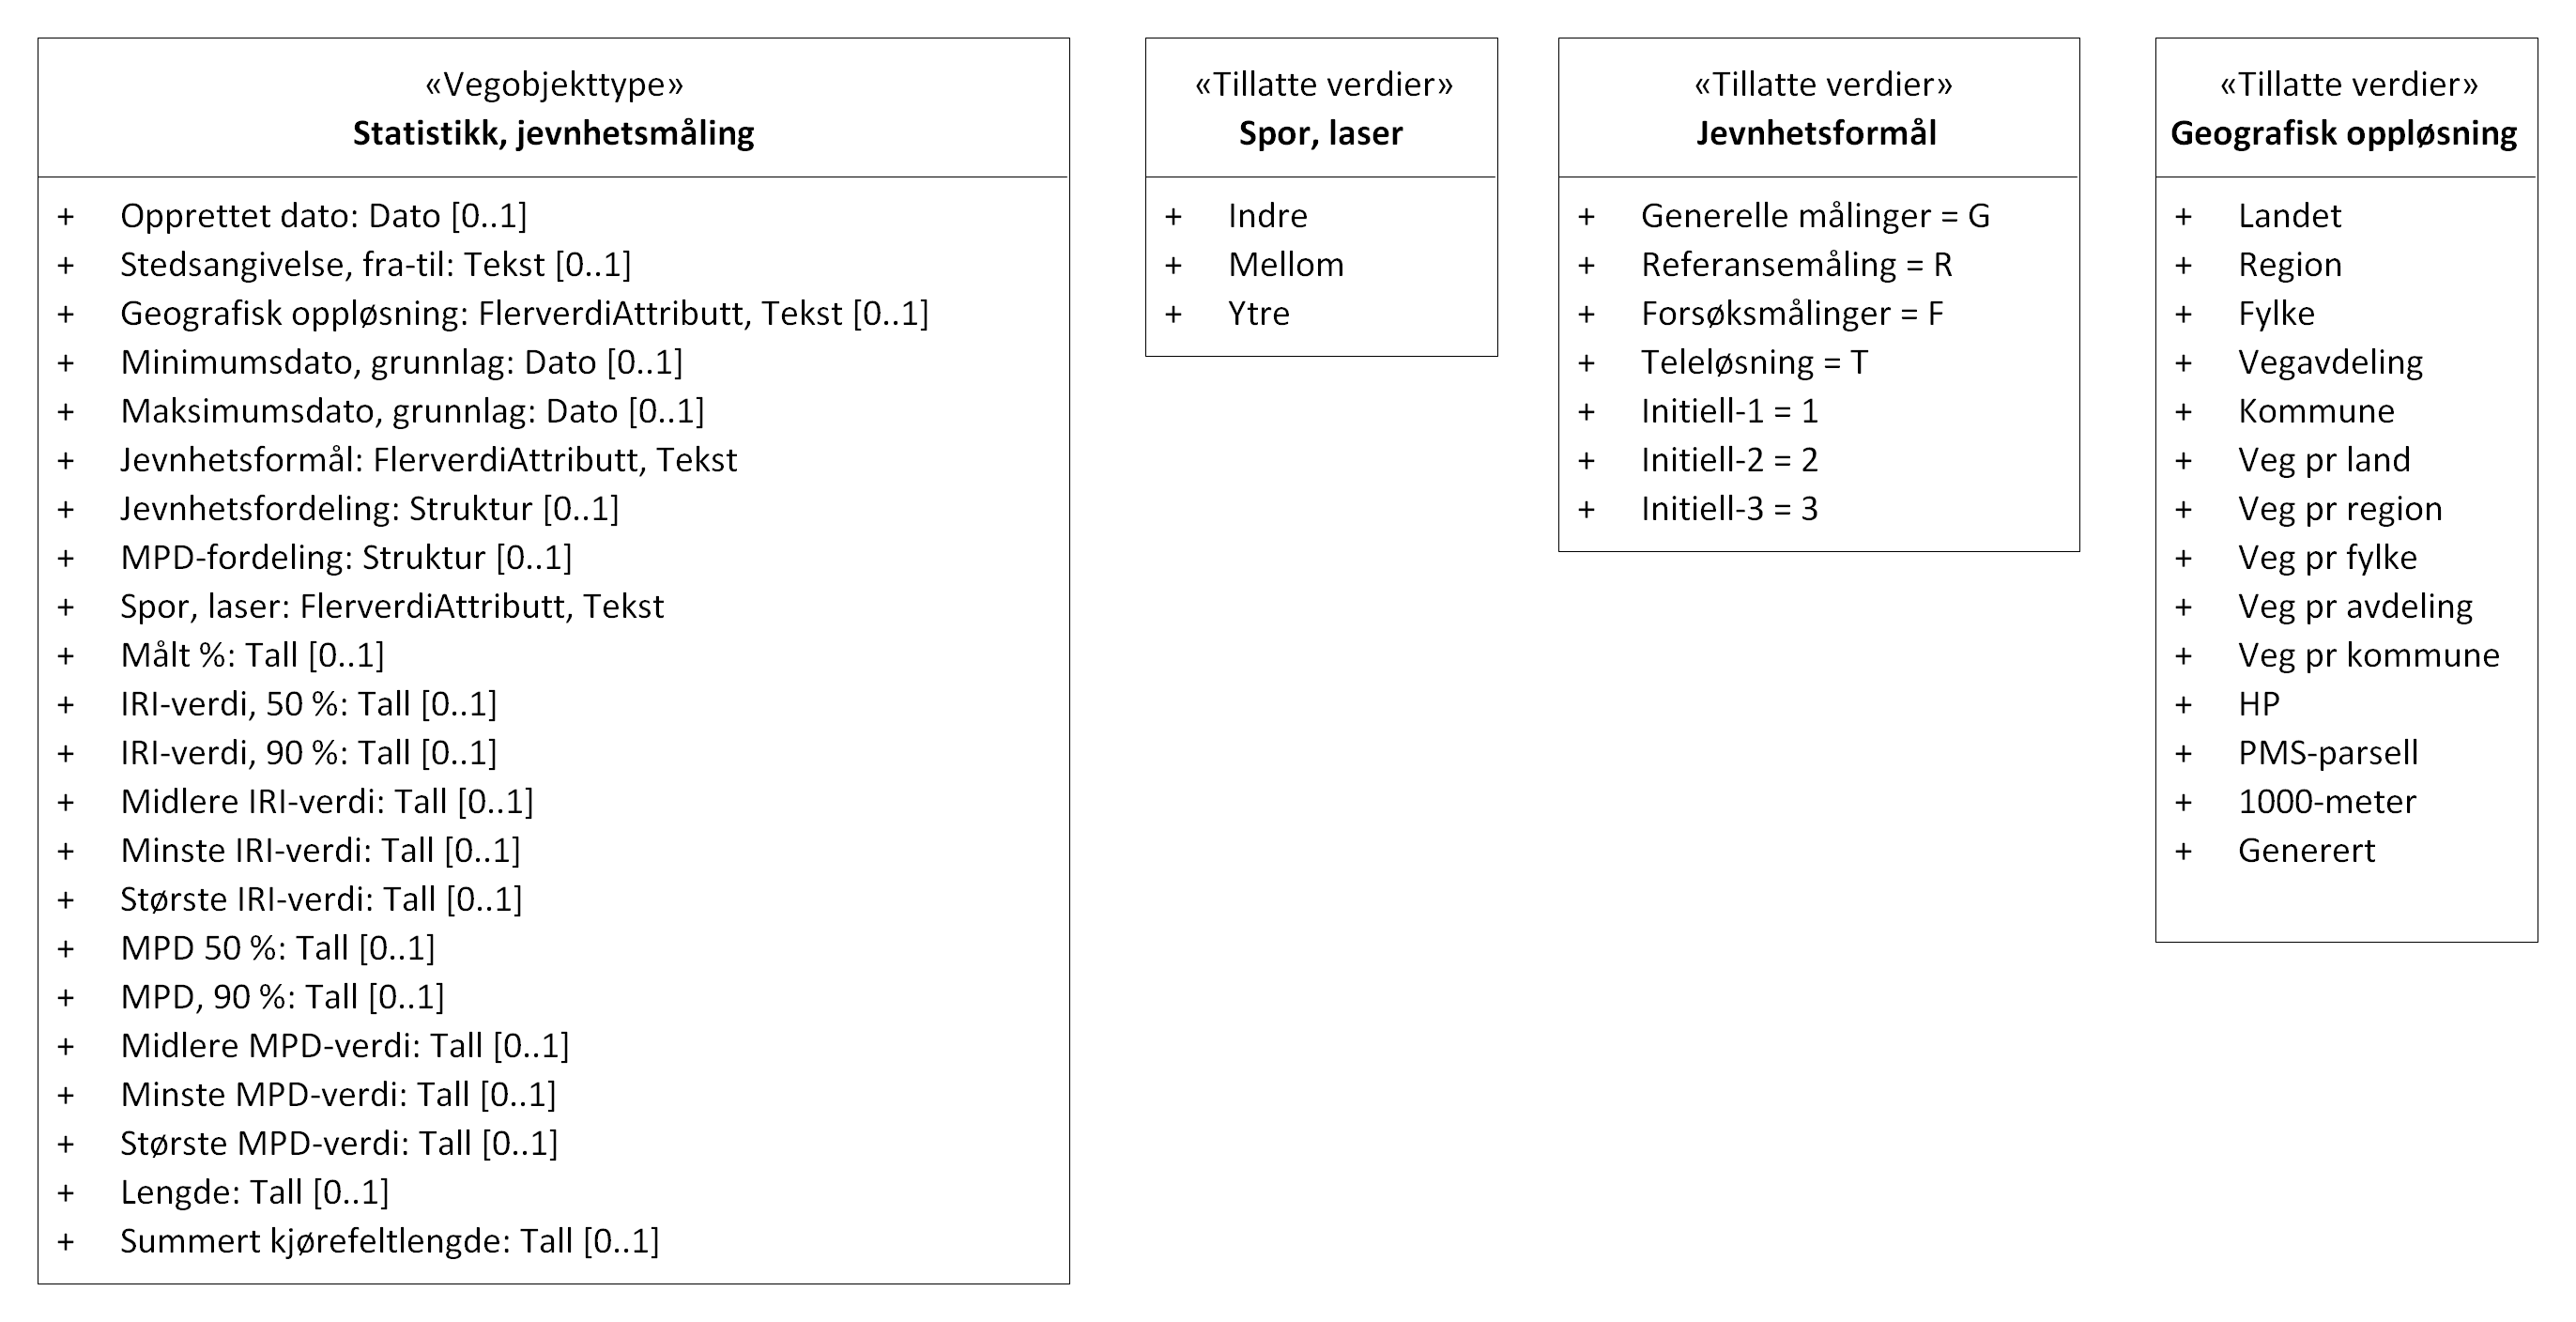 «Vegobjekttype»
Statistikk, jevnhetsmåling
+ Opprettet dato: Dato [0..1]
+ Stedsangivelse, fra-til: Tekst [0..1]
+ Geografisk oppløsning: FlerverdiAttributt, Tekst [0..1]
+ Minimumsdato, grunnlag: Dato [0..1]
+ Maksimumsdato, grunnlag: Dato [0..1]
+ Jevnhetsformål: FlerverdiAttributt, Tekst
+ Jevnhetsfordeling: Struktur [0..1]
+ MPD-fordeling: Struktur [0..1]
+ Spor, laser: FlerverdiAttributt, Tekst
+ Målt %: Tall [0..1]
+ IRI-verdi, 50 %: Tall [0..1]
+ IRI-verdi, 90 %: Tall [0..1]
+ Midlere IRI-verdi: Tall [0..1]
+ Minste IRI-verdi: Tall [0..1]
+ Største IRI-verdi: Tall [0..1]
+ MPD 50 %: Tall [0..1]
+ MPD, 90 %: Tall [0..1]
+ Midlere MPD-verdi: Tall [0..1]
+ Minste MPD-verdi: Tall [0..1]
+ Største MPD-verdi: Tall [0..1]
+ Lengde: Tall [0..1]
+ Summert kjørefeltlengde: Tall [0..1]
«Tillatte verdier»
Spor, laser
+ Indre
+ Mellom
+ Ytre
«Tillatte verdier»
Jevnhetsformål
+ Generelle målinger = G
+ Referansemåling = R
+ Forsøksmålinger = F
+ Teleløsning = T
+ Initiell-1 = 1
+ Initiell-2 = 2
+ Initiell-3 = 3
«Tillatte verdier»
Geografisk oppløsning
+ Landet
+ Region
+ Fylke
+ Vegavdeling
+ Kommune
+ Veg pr land
+ Veg pr region
+ Veg pr fylke
+ Veg pr avdeling
+ Veg pr kommune
+ HP
+ PMS-parsell
+ 1000-meter
+ Generert